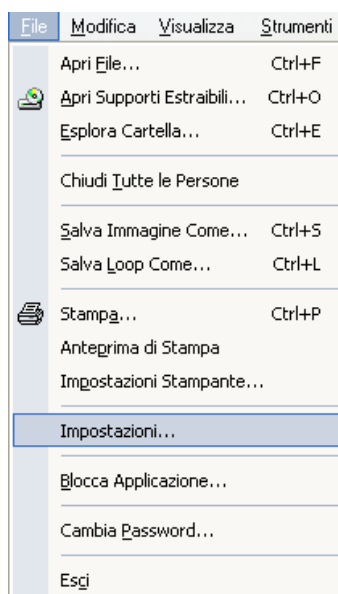 File Modifica Visualizza Strumenti
Apri File... Ctrl+F
Apri Supporti Estraibili... Ctrl+O
Esplora Cartella... Ctrl+E
Chiudi Tutte le Persone
Salva Immagine Come... Ctrl+S
Salva Loop Come... Ctrl+L
Stampa... Ctrl+P
Anteprima di Stampa
Impostazioni Stampante...
Impostazioni...
Blocca Applicazione...
Cambia Password...
Esci